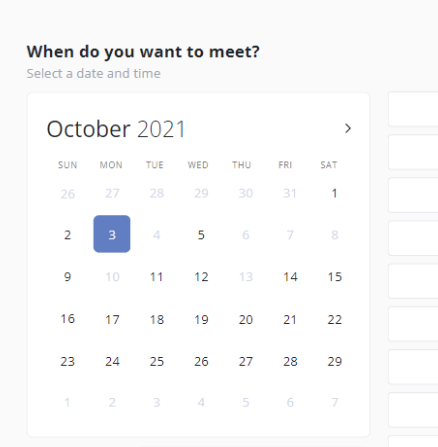 When do you want to meet?
Select a date and time
October 2021
SUN MON TUE WED THU FRI SAT
26 27 28 29 30 31 1
2 3 4 5 6 7 8
9 10 11 12 13 14 15
16 17 18 19 20 21 22
23 24 25 26 27 28 29
1 2 3 4 5 6 7